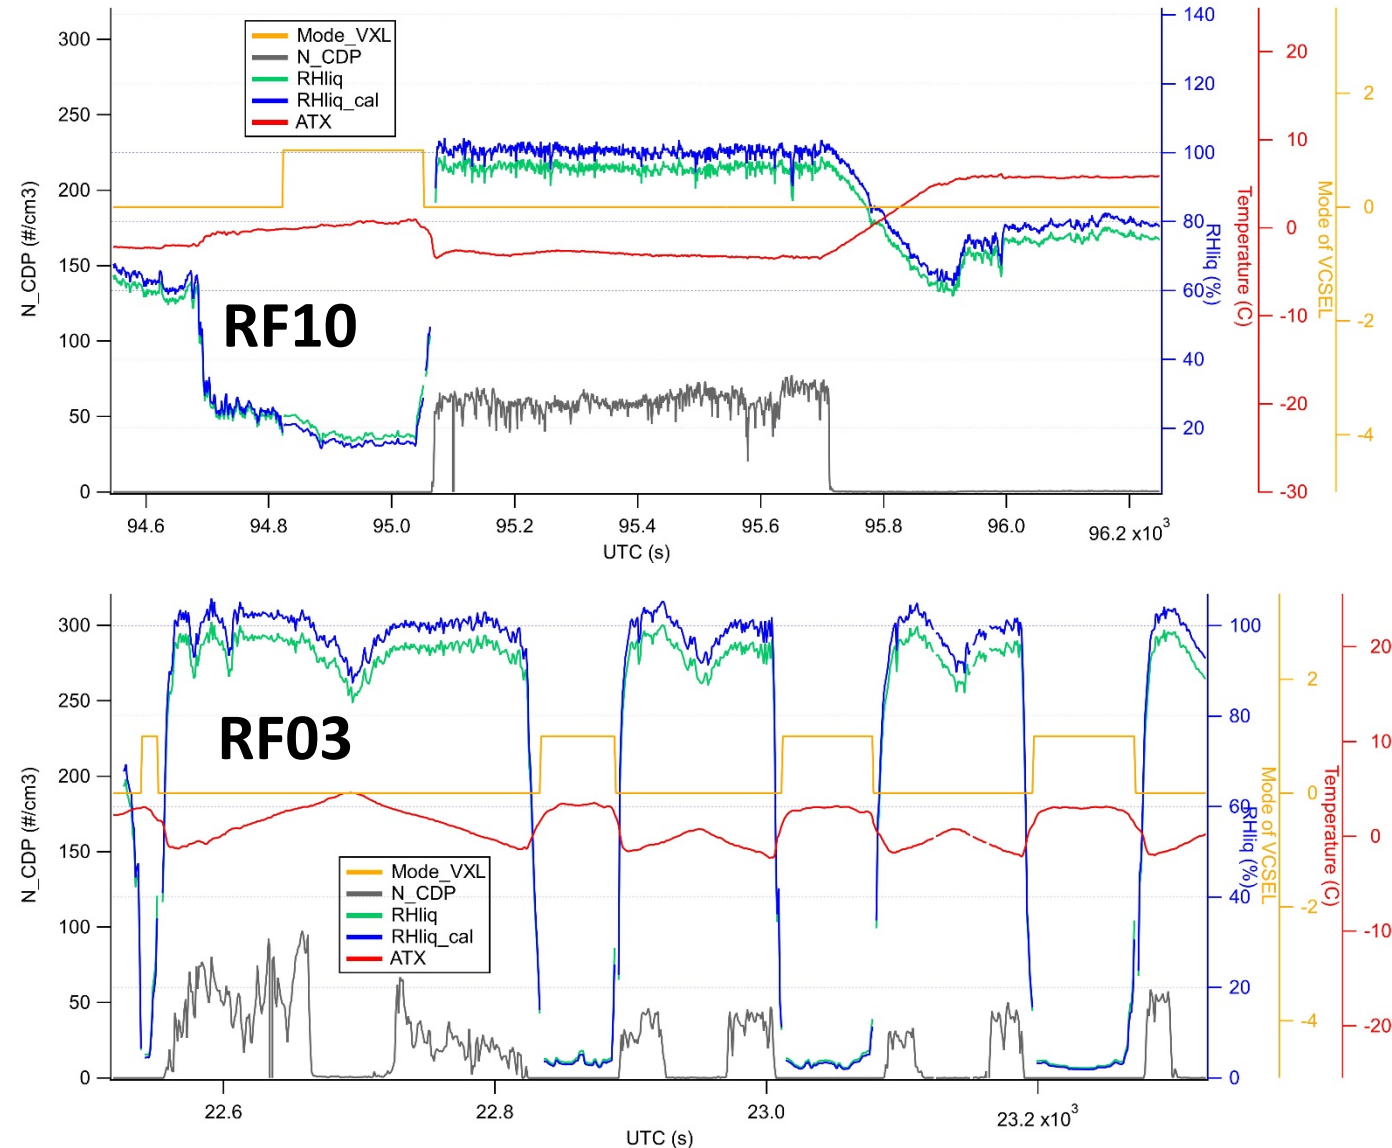 Mode_VXL
N_CDP
RHliq
RHliq_cal
ATX
RF10
N_CDP (#/cm3)
300
250
200
150
100
50
0
94.6
94.8
95.0
95.2
95.4
95.6
95.8
96.0
96.2 x10³
UTC (s)
140
120
100
80
60
40
20
RHliq (%)
20
10
0
-10
-20
-30
Temperature (C)
2
0
-2
-4
Mode of VCSEL
RF03
Mode_VXL
N_CDP
RHliq
RHliq_cal
ATX
N_CDP (#/cm3)
300
250
200
150
100
50
0
22.6
22.8
23.0
23.2 x10³
UTC (s)
100
80
60
40
20
0
RHliq (%)
2
0
-2
-4
Mode of VCSEL
20
10
0
-10
-20
Temperature (C)